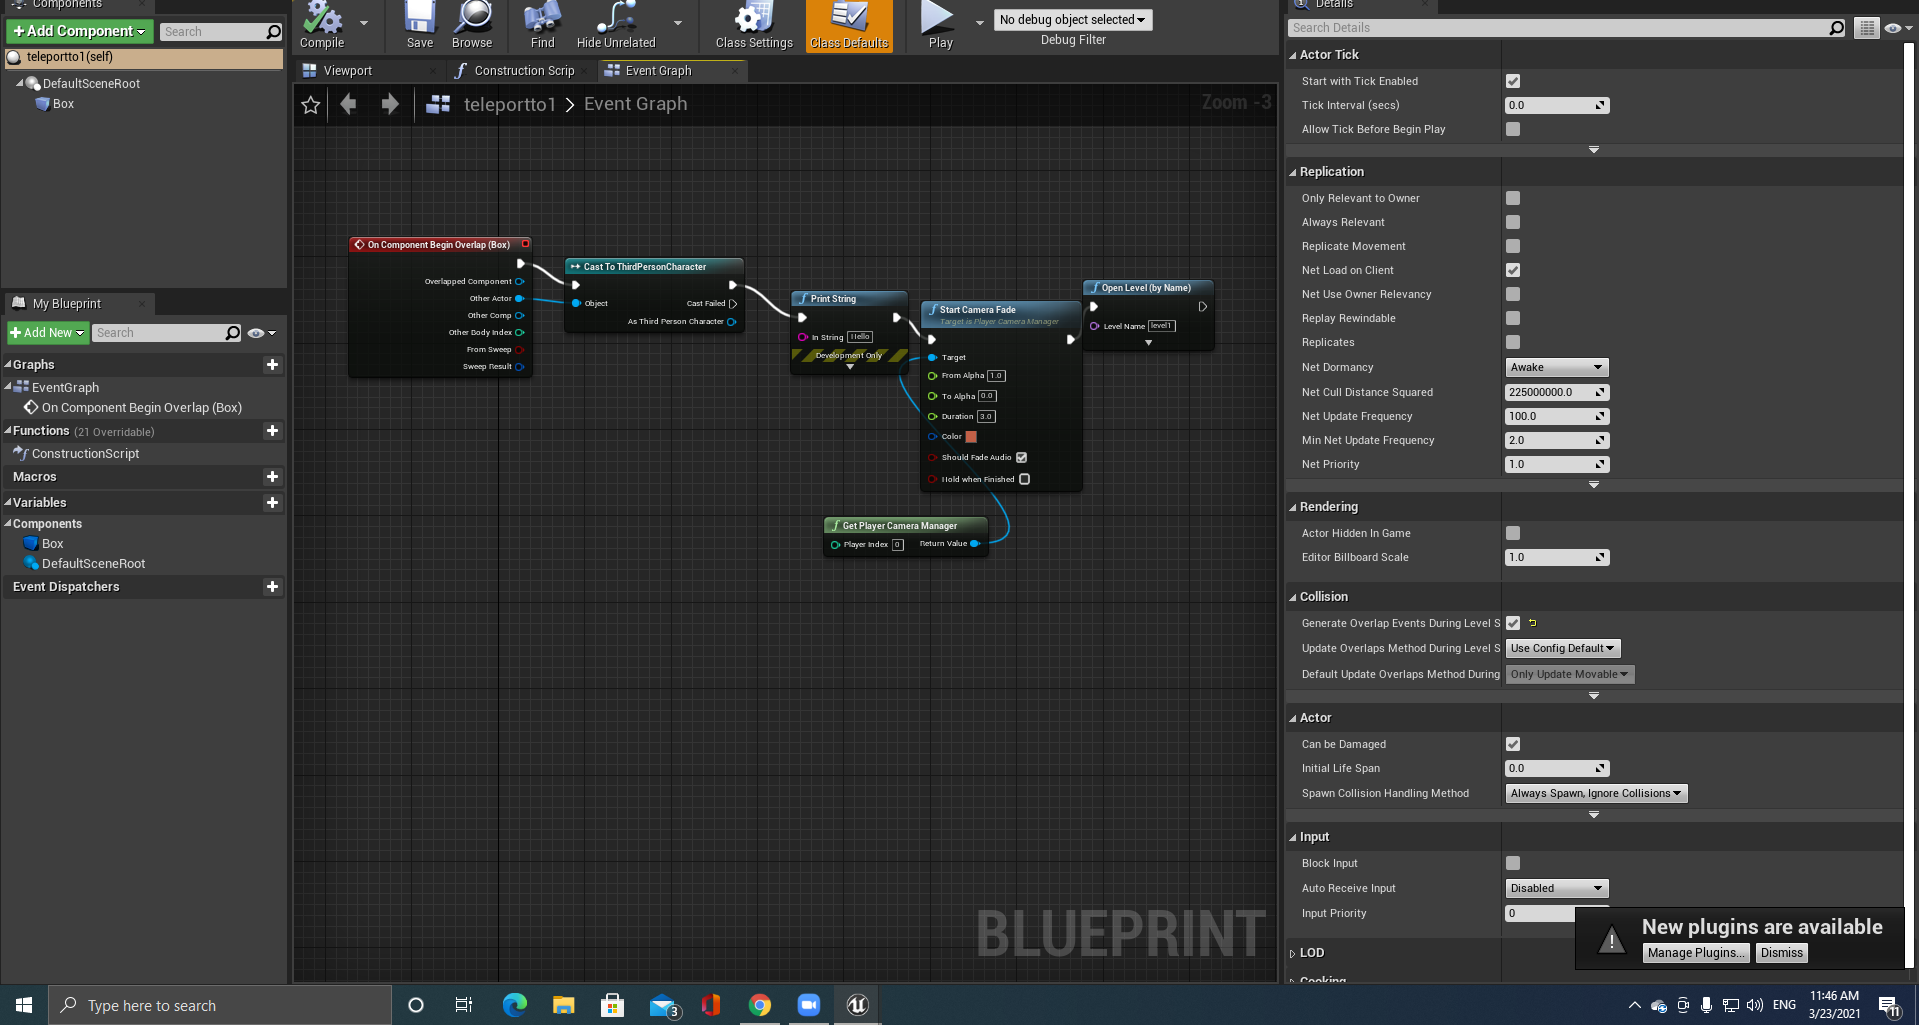 Components
Add Component
Search
teleportto1(self)
DefaultSceneRoot
Box
My Blueprint
Add New
Search
Graphs
EventGraph
On Component Begin Overlap (Box)
Functions (21 Overridable)
ConstructionScript
Macros
Variables
Components
Box
DefaultSceneRoot
Event Dispatchers
Compile
Save
Browse
Find
Hide Unrelated
Class Settings
Class Defaults
Play
No debug object selected
Debug Filter
Viewport
Construction Scrip
Event Graph
teleportto1 > Event Graph
Zoom -3
On Component Begin Overlap (Box)
Overlapped Component
Other Actor
Other Comp
Other Body Index
From Sweep
Sweep Result
Cast To ThirdPersonCharacter
Object
Cast Failed
As Third Person Character
Print String
In String Hello
Development Only
Start Camera Fade
Target is Player Camera Manager
Target
From Alpha 1.0
To Alpha 0.0
Duration 3.0
Color
Should Fade Audio
Hold when Finished
Open Level (by Name)
Level Name level1
Get Player Camera Manager
Player Index 0
Return Value
BLUEPRINT
Details
Search Details
Actor Tick
Start with Tick Enabled
Tick Interval (secs) 0.0
Allow Tick Before Begin Play
Replication
Only Relevant to Owner
Always Relevant
Replicate Movement
Net Load on Client
Net Use Owner Relevancy
Replay Rewindable
Replicates
Net Dormancy Awake
Net Cull Distance Squared 225000000.0
Net Update Frequency 100.0
Min Net Update Frequency 2.0
Net Priority 1.0
Rendering
Actor Hidden In Game
Editor Billboard Scale 1.0
Collision
Generate Overlap Events During Level S
Update Overlaps Method During Level S Use Config Default
Default Update Overlaps Method During Only Update Movable
Actor
Can be Damaged
Initial Life Span 0.0
Spawn Collision Handling Method Always Spawn, Ignore Collisions
Input
Block Input
Auto Receive Input Disabled
Input Priority 0
LOD
Cooking
New plugins are available
Manage Plugins... Dismiss
Type here to search
3
ENG
11:46 AM
3/23/2021
11